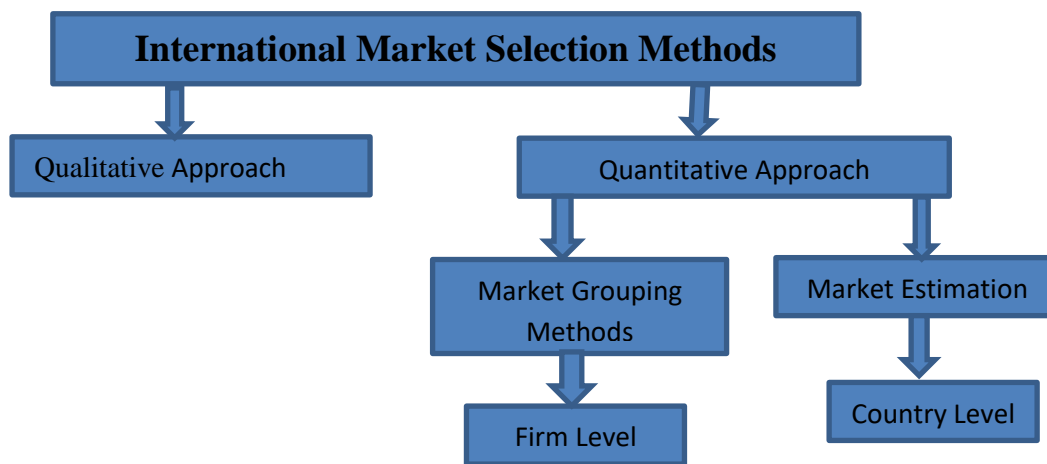 International Market Selection Methods
Qualitative Approach
Quantitative Approach
Market Grouping
Methods
Market Estimation
Firm Level
Country Level